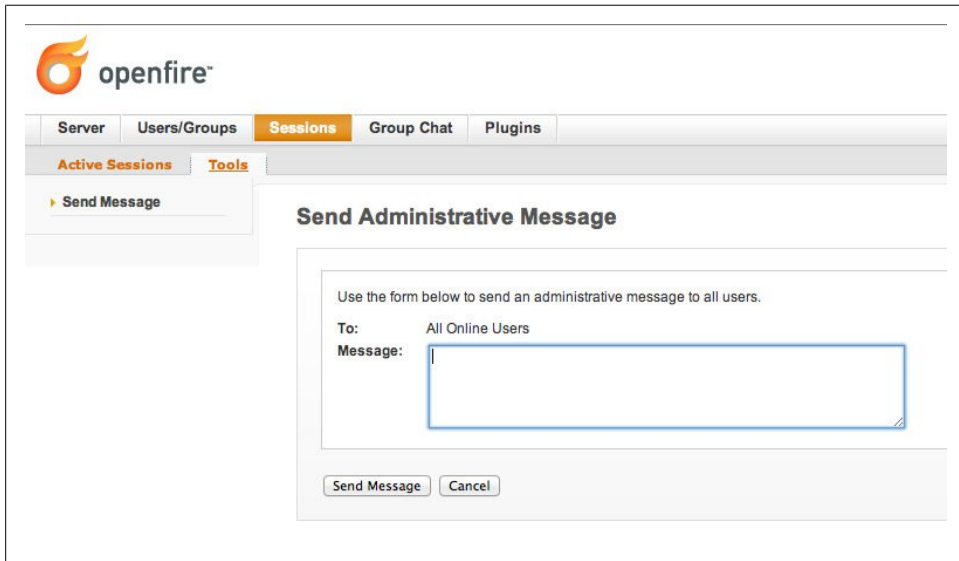 openfire™
Server Users/Groups Sessions Group Chat Plugins
Active Sessions Tools
Send Message
Send Administrative Message
Use the form below to send an administrative message to all users.
To: All Online Users
Message:
Send Message Cancel